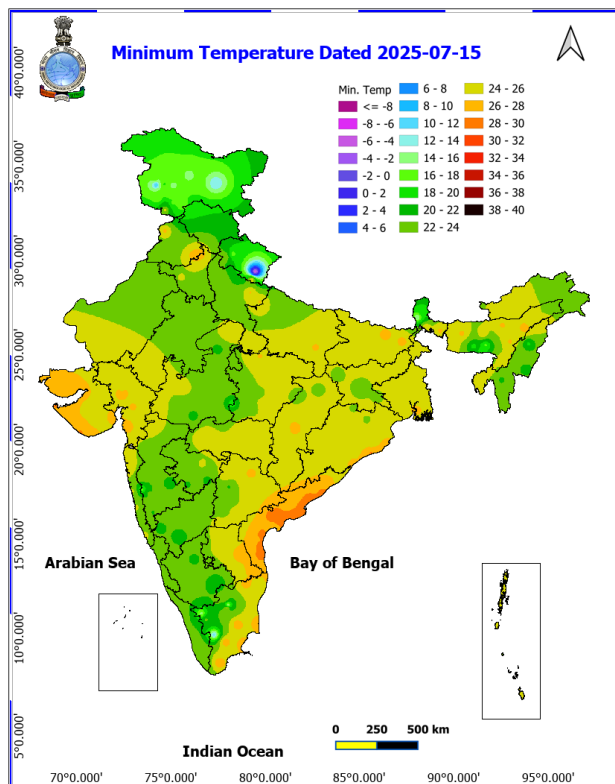 Minimum Temperature Dated 2025-07-15
Min. Temp
<= -8
-8 - -6
-6 - -4
-4 - -2
-2 - 0
0 - 2
2 - 4
4 - 6
6 - 8
8 - 10
10 - 12
12 - 14
14 - 16
16 - 18
18 - 20
20 - 22
22 - 24
24 - 26
26 - 28
28 - 30
30 - 32
32 - 34
34 - 36
36 - 38
38 - 40
40°0.000'
35°0.000'
30°0.000'
25°0.000'
20°0.000'
15°0.000'
10°0.000'
5°0.000'
Arabian Sea
Bay of Bengal
Indian Ocean
0 250 500 km
70°0.000' 75°0.000' 80°0.000' 85°0.000' 90°0.000' 95°0.000'